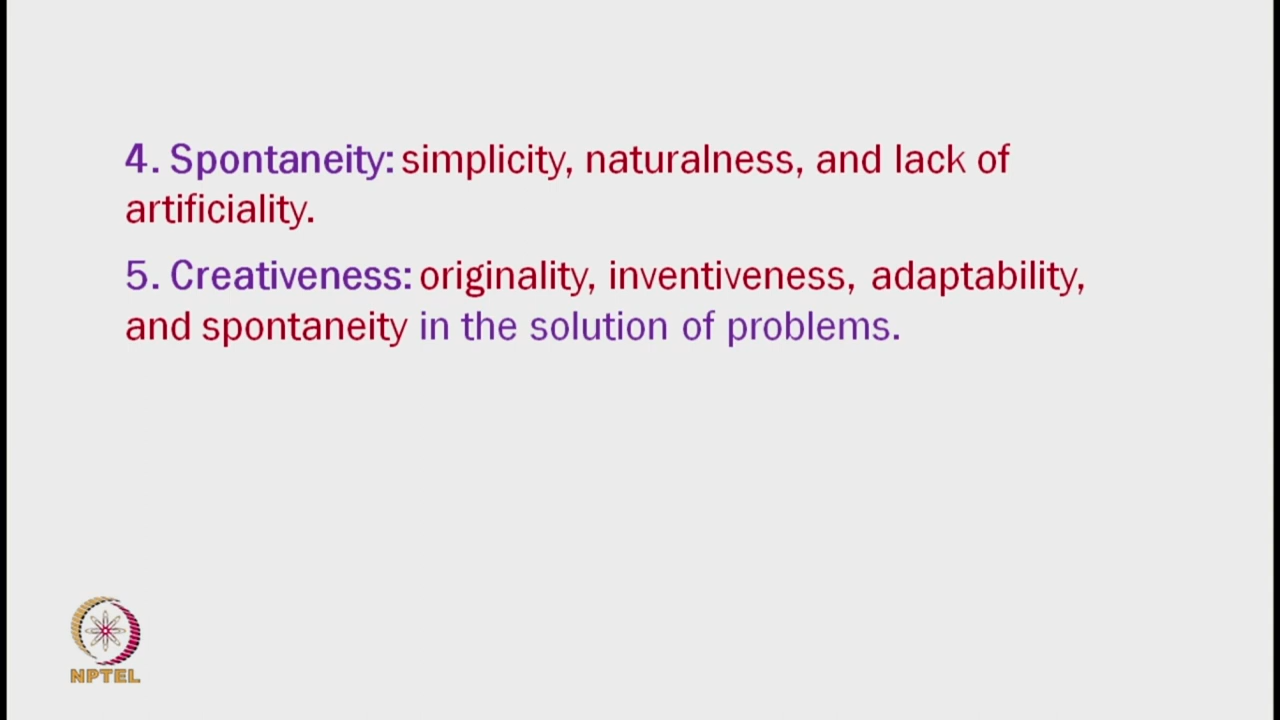 4. Spontaneity: simplicity, naturalness, and lack of
artificiality.
5. Creativeness: originality, inventiveness, adaptability,
and spontaneity in the solution of problems.
NPTEL